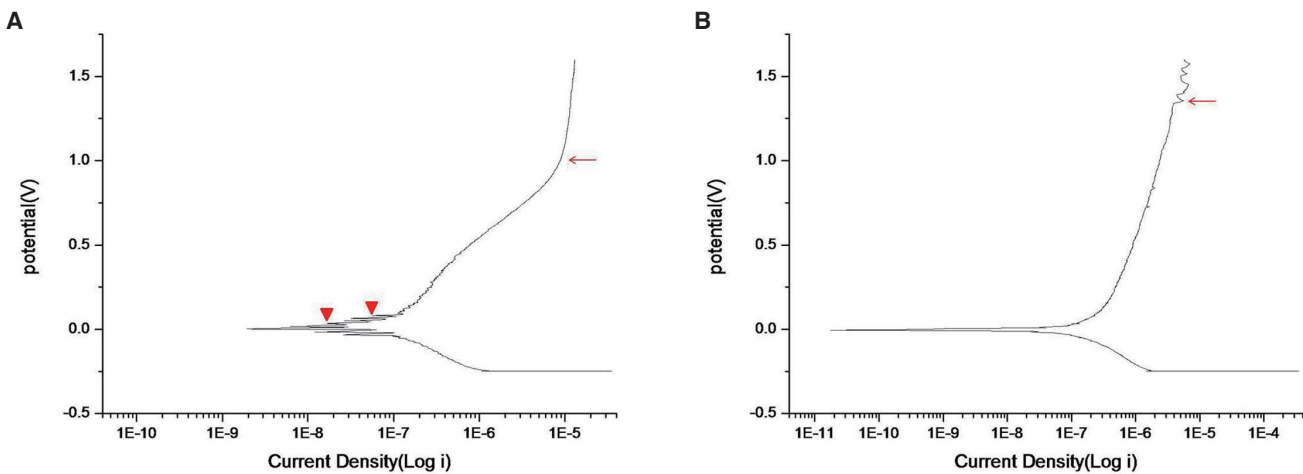 A
potential(V)
1.5
1.0
0.5
0.0
-0.5
1E-10 1E-9 1E-8 1E-7 1E-6 1E-5
Current Density(Log i)
B
potential(V)
1.5
1.0
0.5
0.0
-0.5
1E-11 1E-10 1E-9 1E-8 1E-7 1E-6 1E-5 1E-4
Current Density(Log i)